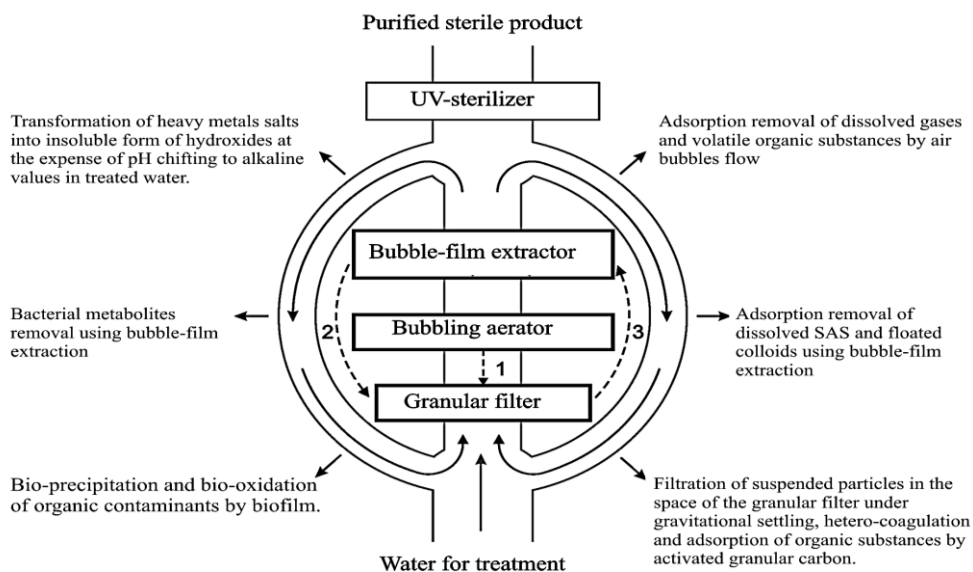 Purified sterile product
UV-sterilizer
Transformation of heavy metals salts
into insoluble form of hydroxides at
the expense of pH chifting to alkaline
values in treated water.
Adsorption removal of dissolved gases
and volatile organic substances by air
bubbles flow
Bubble-film extractor
Bacterial metabolites
removal using bubble-film
extraction
2
Bubbling aerator
3
Adsorption removal of
dissolved SAS and floated
colloids using bubble-film
extraction
1
Granular filter
Bio-precipitation and bio-oxidation
of organic contaminants by biofilm.
Filtration of suspended particles in the
space of the granular filter under
gravitational settling, hetero-coagulation
and adsorption of organic substances by
activated granular carbon.
Water for treatment